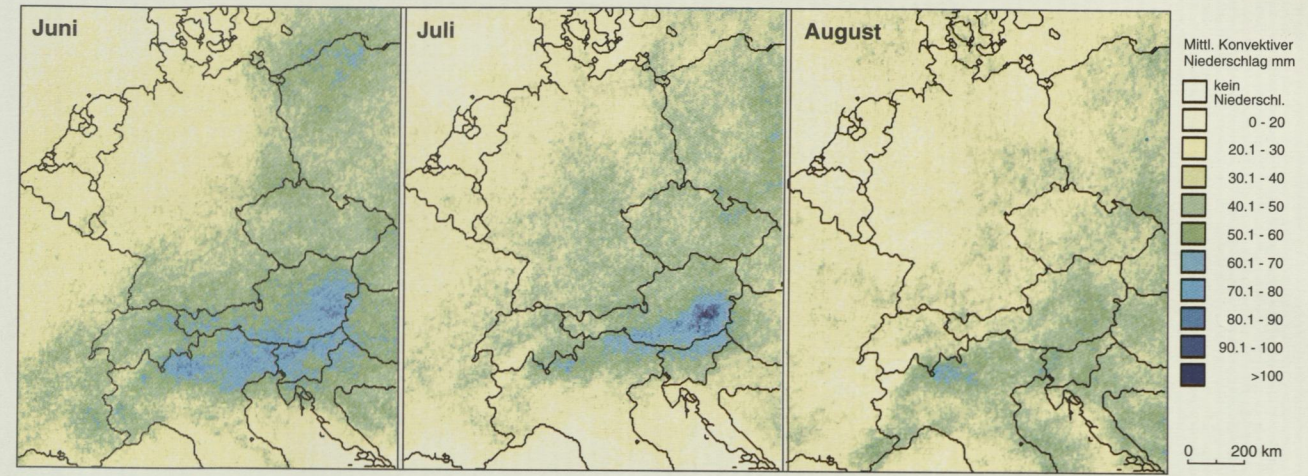 Juni
Juli
August
Mittl. Konvektiver
Niederschlag mm
kein
Niederschl.
0 - 20
20.1 - 30
30.1 - 40
40.1 - 50
50.1 - 60
60.1 - 70
70.1 - 80
80.1 - 90
90.1 - 100
>100
0 200 km